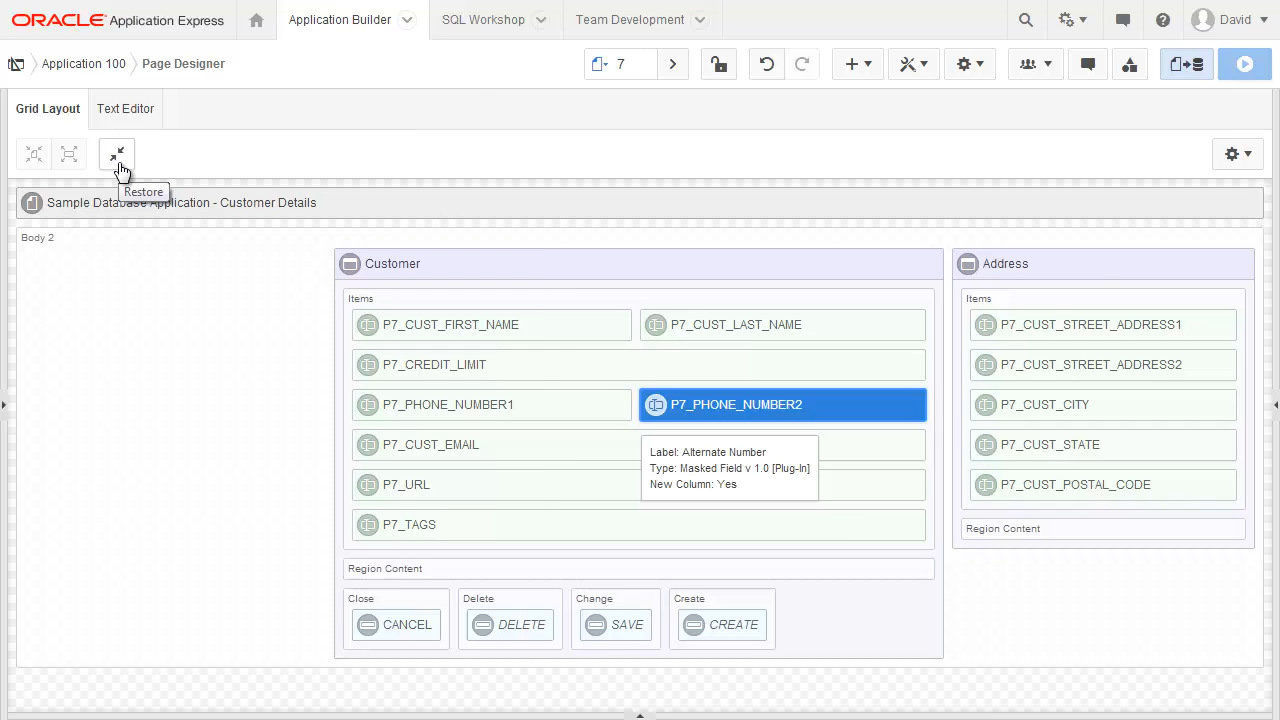 ORACLE Application Express
Application Builder
SQL Workshop
Team Development
David
Application 100
Page Designer
7
Grid Layout
Text Editor
Restore
Sample Database Application - Customer Details
Body 2
Customer
Address
Items
Items
P7_CUST_FIRST_NAME
P7_CUST_LAST_NAME
P7_CUST_STREET_ADDRESS1
P7_CREDIT_LIMIT
P7_CUST_STREET_ADDRESS2
P7_PHONE_NUMBER1
P7_PHONE_NUMBER2
P7_CUST_CITY
P7_CUST_EMAIL
P7_CUST_STATE
Label: Alternate Number
Type: Masked Field v 1.0 [Plug-In]
New Column: Yes
P7_URL
P7_CUST_POSTAL_CODE
P7_TAGS
Region Content
Region Content
Close
Delete
Change
Create
CANCEL
DELETE
SAVE
CREATE